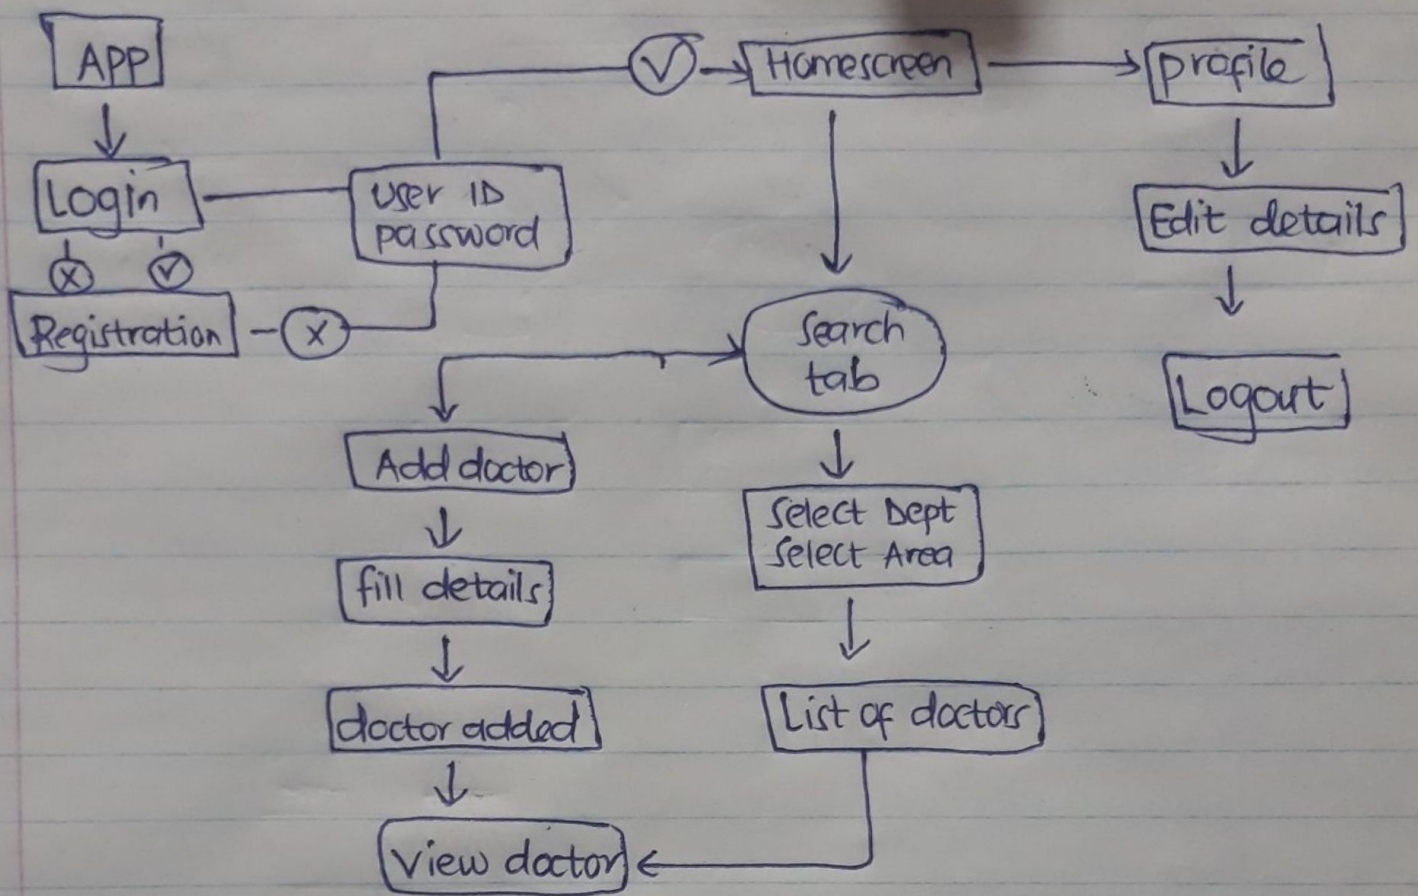 APP
Login
User ID
password
✓
Homescreen
profile
X
✓
Registration
X
Edit details
Logout
Search
tab
Add doctor
fill details
doctor added
View doctor
Select Dept
Select Area
List of doctors